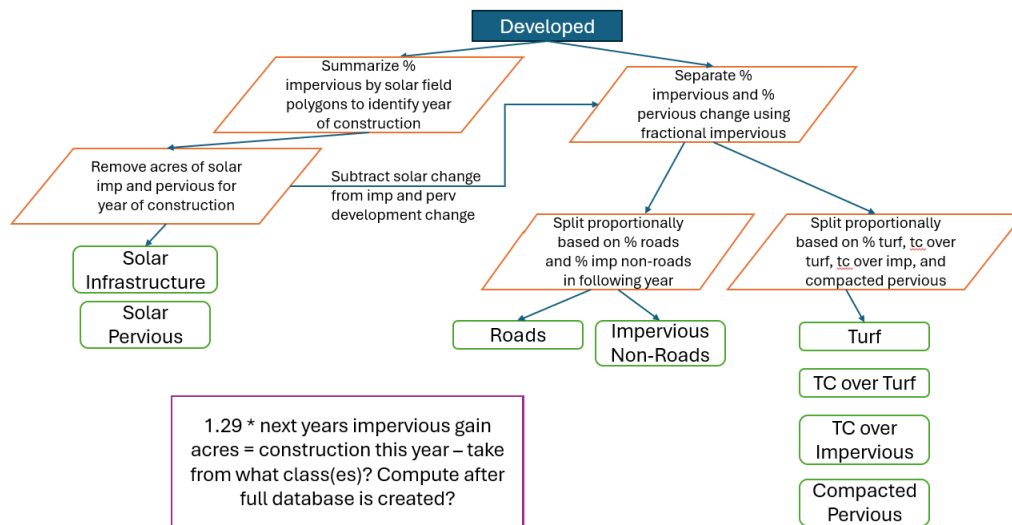 Developed
Summarize %
impervious by solar field
polygons to identify year
of construction
Separate %
impervious and %
pervious change using
fractional impervious
Remove acres of solar
imp and pervious for
year of construction
Subtract solar change
from imp and perv
development change
Solar
Infrastructure
Solar
Pervious
Split proportionally
based on % roads
and % imp non-roads
in following year
Split proportionally
based on % turf, tc over
turf, tc over imp, and
compacted pervious
Roads
Impervious
Non-Roads
Turf
TC over Turf
TC over
Impervious
Compacted
Pervious
1.29 * next years impervious gain
acres = construction this year – take
from what class(es)? Compute after
full database is created?